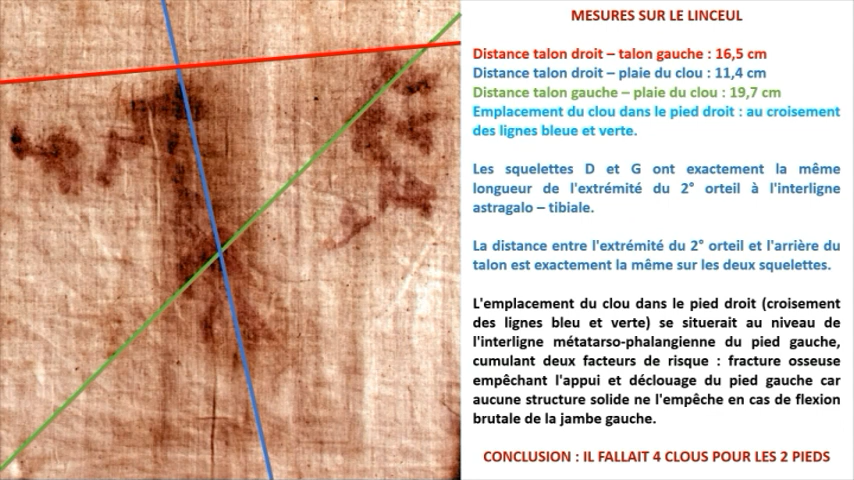 MESURES SUR LE LINCEUL
Distance talon droit – talon gauche : 16,5 cm
Distance talon droit – plaie du clou : 11,4 cm
Distance talon gauche – plaie du clou : 19,7 cm
Emplacement du clou dans le pied droit : au croisement
des lignes bleue et verte.
Les squelettes D et G ont exactement la même
longueur de l'extrémité du 2° orteil à l'interligne
astragalo – tibiale.
La distance entre l'extrémité du 2° orteil et l'arrière du
talon est exactement la même sur les deux squelettes.
L'emplacement du clou dans le pied droit (croisement
des lignes bleu et verte) se situerait au niveau de
l'interligne métatarso-phalangienne du pied gauche,
cumulant deux facteurs de risque : fracture osseuse
empêchant l'appui et déclouage du pied gauche car
aucune structure solide ne l'empêche en cas de flexion
brutale de la jambe gauche.
CONCLUSION : IL FALLAIT 4 CLOUS POUR LES 2 PIEDS